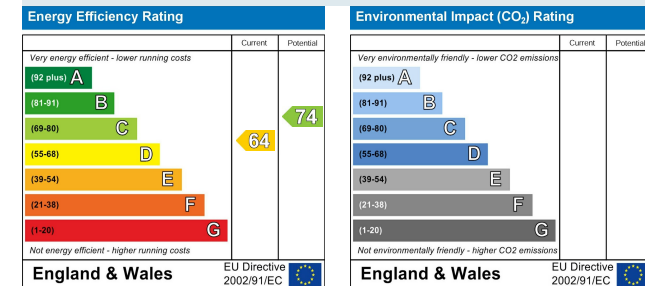 Energy Efficiency Rating
Current Potential
Very energy efficient - lower running costs
(92 plus) A
(81-91) B
(69-80) C
(55-68) D
(39-54) E
(21-38) F
(1-20) G
64
74
Not energy efficient - higher running costs
England & Wales
EU Directive
2002/91/EC
Environmental Impact (CO₂) Rating
Current Potential
Very environmentally friendly - lower CO2 emissions
(92 plus) A
(81-91) B
(69-80) C
(55-68) D
(39-54) E
(21-38) F
(1-20) G
Not environmentally friendly - higher CO2 emissions
England & Wales
EU Directive
2002/91/EC